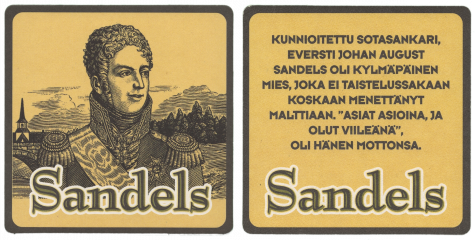 Sandels
KUNNIOITETTU SOTASANKARI,
EVERSTI JOHAN AUGUST
SANDELS OLI KYLMÄPÄINEN
MIES, JOKA EI TAISTELUSSAKAAN
KOSKAAN MENETTÄNYT
MALTTIAAN. "ASIAT ASIOINA, JA
OLUT VIILEÄNÄ",
OLI HÄNEN MOTTONSA.
Sandels